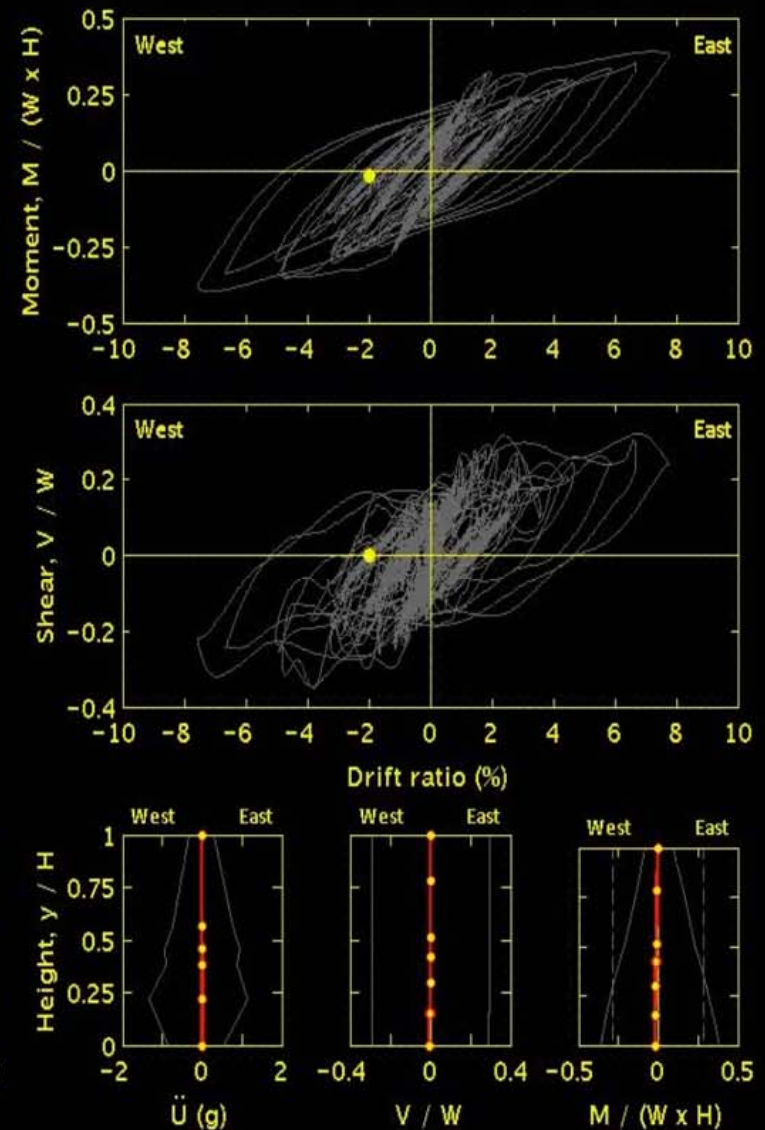 Moment, M / (W x H)
0.5
0.25
0
-0.25
-0.5
West
East
-10 -8 -6 -4 -2 0 2 4 6 8 10
Shear, V / W
0.4
0.2
0
-0.2
-0.4
West
East
-10 -8 -6 -4 -2 0 2 4 6 8 10
Drift ratio (%)
West East
West East
West East
Height, y / H
1
0.75
0.5
0.25
0
-2 0 2
-0.4 0 0.4
-0.5 0 0.5
Ü (g)
V / W
M / (W x H)